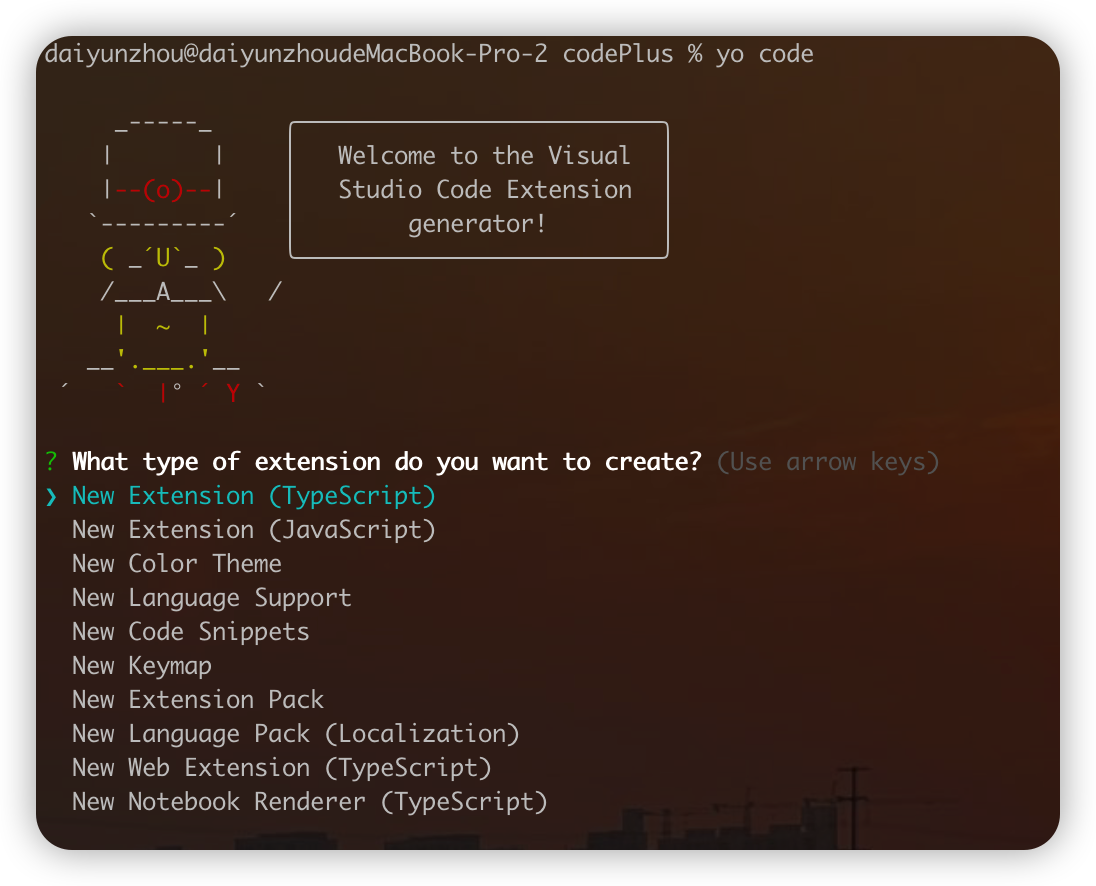 daiyunzhou@daiyunzhoudeMacBook-Pro-2 codePlus % yo code
     _-----_
    |       |
    |--(o)--|
   `---------´
    ( _´U`_ )
    /___A___\   /
     |  ~  |
   __'.___.'__
 ´   `  |° ´ Y `
Welcome to the Visual
Studio Code Extension
generator!
? What type of extension do you want to create? (Use arrow keys)
❯ New Extension (TypeScript)
  New Extension (JavaScript)
  New Color Theme
  New Language Support
  New Code Snippets
  New Keymap
  New Extension Pack
  New Language Pack (Localization)
  New Web Extension (TypeScript)
  New Notebook Renderer (TypeScript)